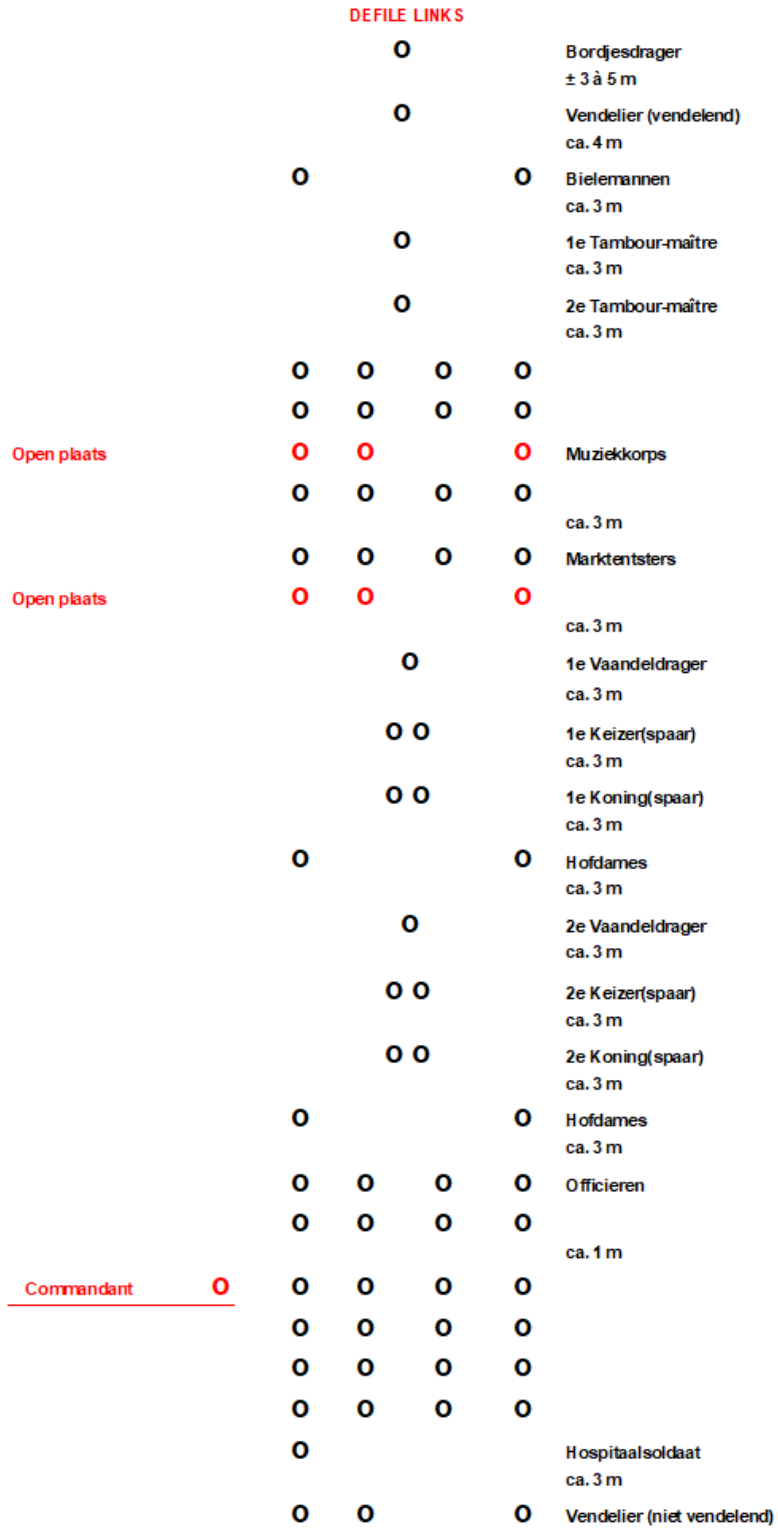 DEFILE LINKS
O Bordjesdrager
± 3 à 5 m
O Vendelier (vendelend)
ca. 4 m
O O Bielemannen
ca. 3 m
O 1e Tambour-maître
ca. 3 m
O 2e Tambour-maître
ca. 3 m
O O O O
O O O O
Open plaats O O O Muziekkorps
O O O O
ca. 3 m
O O O O Marktentsters
Open plaats O O O
ca. 3 m
O 1e Vaandeldrager
ca. 3 m
O O 1e Keizer(spaar)
ca. 3 m
O O 1e Koning(spaar)
ca. 3 m
O O Hofdames
ca. 3 m
O 2e Vaandeldrager
ca. 3 m
O O 2e Keizer(spaar)
ca. 3 m
O O 2e Koning(spaar)
ca. 3 m
O O Hofdames
ca. 3 m
O O O O Officieren
O O O O
ca. 1 m
Commandant O O O O O
O O O O
O O O O
O O O O
O Hospitaalsoldaat
ca. 3 m
O O O Vendelier (niet vendelend)